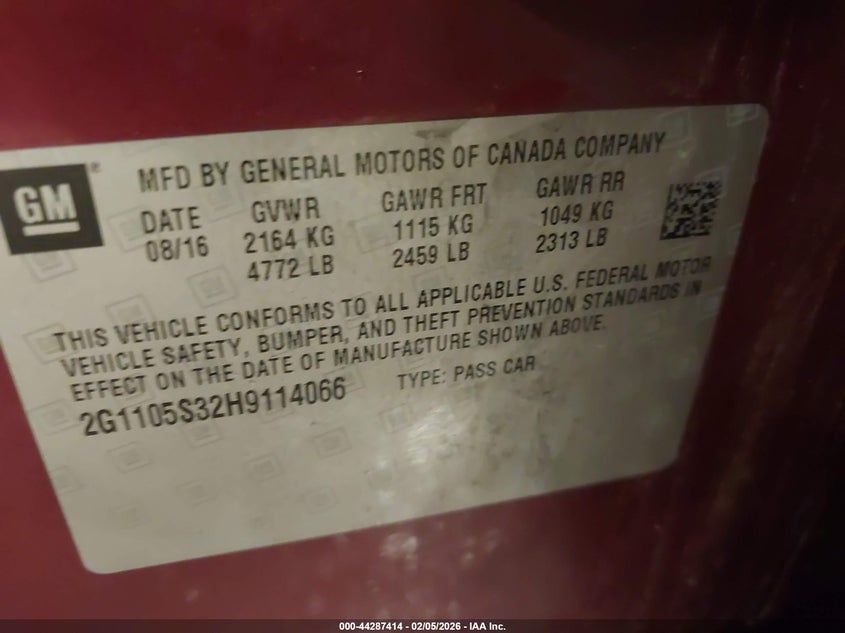 GM®
MFD BY GENERAL MOTORS OF CANADA COMPANY
DATE GVWR GAWR FRT GAWR RR
08/16 2164 KG 1115 KG 1049 KG
4772 LB 2459 LB 2313 LB
THIS VEHICLE CONFORMS TO ALL APPLICABLE U.S. FEDERAL MOTOR
VEHICLE SAFETY, BUMPER, AND THEFT PREVENTION STANDARDS IN
EFFECT ON THE DATE OF MANUFACTURE SHOWN ABOVE.
2G1105S32H9114066 TYPE: PASS CAR
000-44287414 - 02/05/2026 - IAA Inc.